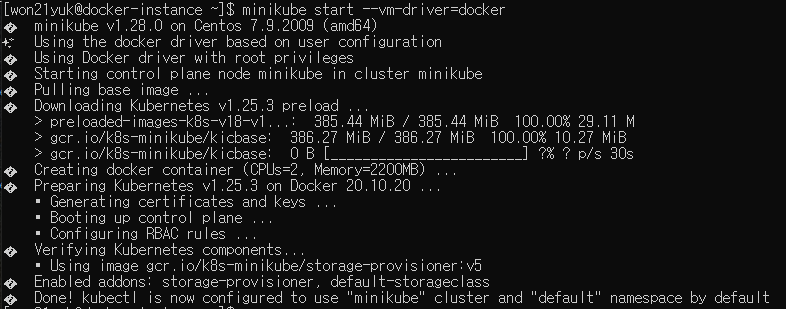 [won21yuk@docker-instance ~]$ minikube start --vm-driver=docker
� minikube v1.28.0 on Centos 7.9.2009 (amd64)
✨ Using the docker driver based on user configuration
� Using Docker driver with root privileges
� Starting control plane node minikube in cluster minikube
� Pulling base image ...
� Downloading Kubernetes v1.25.3 preload ...
> preloaded-images-k8s-v18-v1...: 385.44 MiB / 385.44 MiB 100.00% 29.11 M
> gcr.io/k8s-minikube/kicbase: 386.27 MiB / 386.27 MiB 100.00% 10.27 MiB
> gcr.io/k8s-minikube/kicbase: 0 B [________________________] ?% ? p/s 30s
� Creating docker container (CPUs=2, Memory=2200MB) ...
� Preparing Kubernetes v1.25.3 on Docker 20.10.20 ...
▪ Generating certificates and keys ...
▪ Booting up control plane ...
▪ Configuring RBAC rules ...
� Verifying Kubernetes components...
▪ Using image gcr.io/k8s-minikube/storage-provisioner:v5
� Enabled addons: storage-provisioner, default-storageclass
� Done! kubectl is now configured to use "minikube" cluster and "default" namespace by default